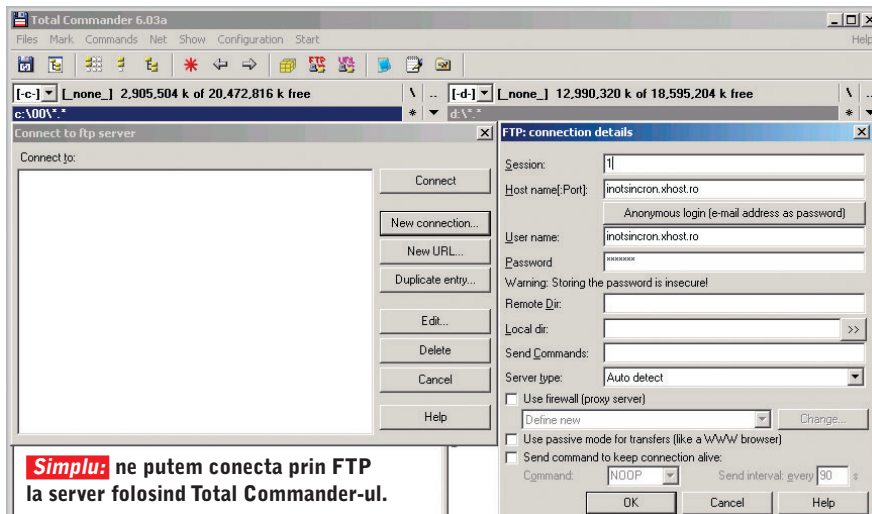 Total Commander 6.03a
Files Mark Commands Net Show Configuration Start Help
[-c-] [_none_] 2,905,504 k of 20,472,816 k free \ ..
[-d-] [_none_] 12,990,320 k of 18,595,204 k free \ ..
c:\00\*.* * ▼
d:\*.* *
Connect to ftp server
Connect to:
Connect
New connection...
New URL...
Duplicate entry...
Edit...
Delete
Cancel
Help
FTP: connection details
Session: 1
Host name[:Port]: inotsincron.xhost.ro
Anonymous login (e-mail address as password)
User name: inotsincron.xhost.ro
Password xxxxxxx
Warning: Storing the password is insecure!
Remote Dir:
Local dir: >>
Send Commands:
Server type: Auto detect
Use firewall (proxy server)
Define new Change...
Use passive mode for transfers (like a WWW browser)
Send command to keep connection alive:
Command: NOOP Send interval: every 90 s
OK Cancel Help
Simplu: ne putem conecta prin FTP
la server folosind Total Commander-ul.